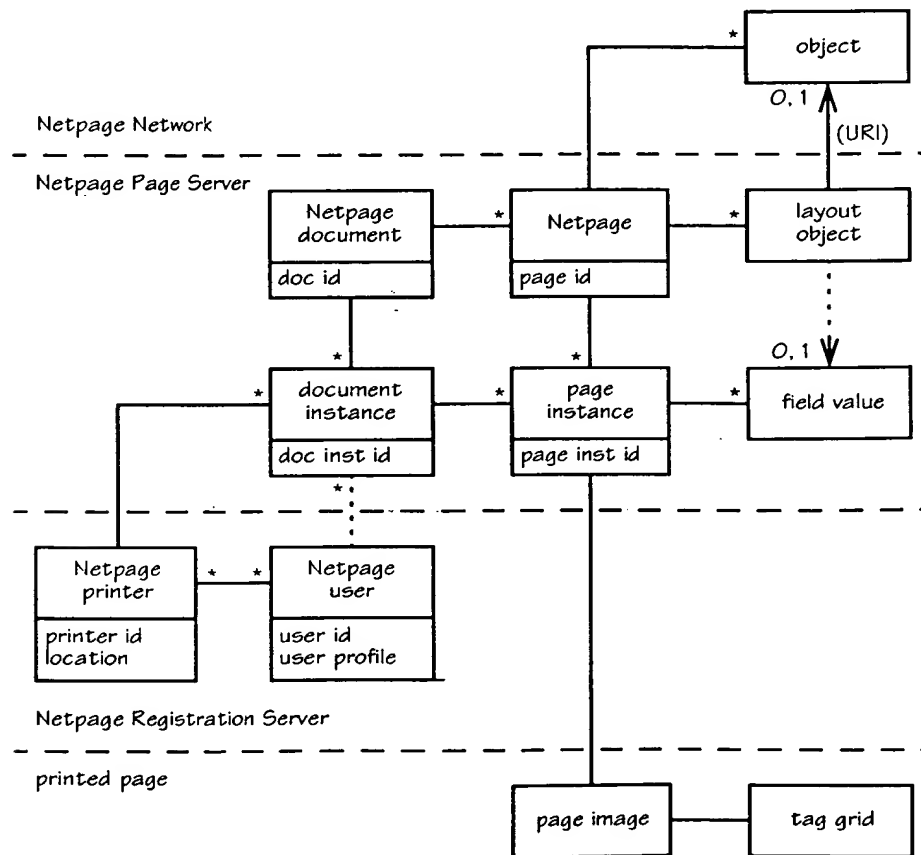 *
object
0, 1
(URI)
Netpage Network
Netpage Page Server
Netpage
document
doc id
*
Netpage
page id
*
layout
object
*
*
0, 1
*
document
instance
doc inst id
*
page
instance
page inst id
*
field value
*
Netpage
printer
printer id
location
*
*
Netpage
user
user id
user profile
Netpage Registration Server
printed page
page image
tag grid